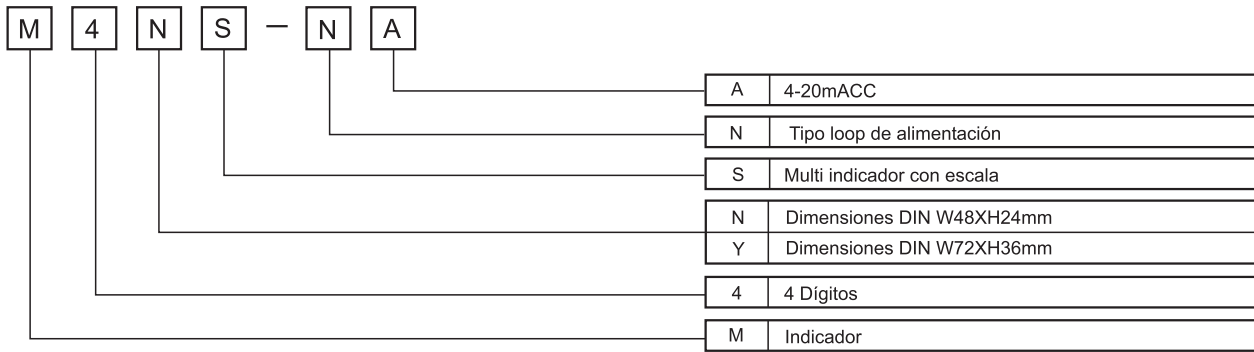 M 4 N S - N A
A 4-20mACC
N Tipo loop de alimentación
S Multi indicador con escala
N Dimensiones DIN W48XH24mm
Y Dimensiones DIN W72XH36mm
4 4 Dígitos
M Indicador